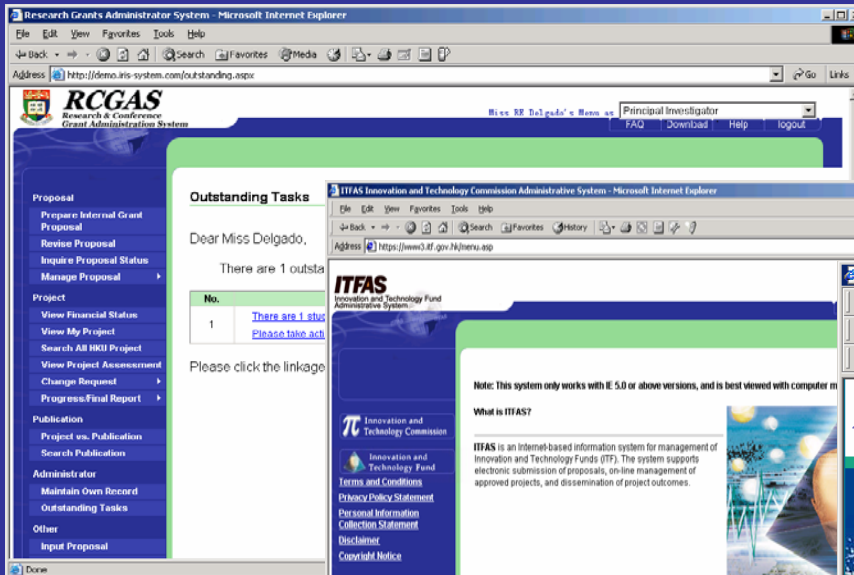 Research Grants Administrator System - Microsoft Internet Explorer
File Edit View Favorites Tools Help
Back Search Favorites Media
Address http://demo.iris-system.com/outstanding.aspx Go Links
RCGAS
Research & Conference
Grant Administration System
Miss RR Delgado's Menu as Principal Investigator
FAQ Download Help logout
Proposal
Prepare Internal Grant
Proposal
Revise Proposal
Inquire Proposal Status
Manage Proposal
Project
View Financial Status
View My Project
Search All HKU Project
View Project Assessment
Change Request
Progress/Final Report
Publication
Project vs. Publication
Search Publication
Administrator
Maintain Own Record
Outstanding Tasks
Other
Input Proposal
Done
Outstanding Tasks
Dear Miss Delgado,
There are 1 outsta
No.
1
There are 1 stud
Please take acti
Please click the linkage
ITFAS Innovation and Technology Commission Administrative System - Microsoft Internet Explorer
File Edit View Favorites Tools Help
Back Search Favorites History
Address https://www3.itf.gov.hk/menu.asp
ITFAS
Innovation and Technology Fund
Administrative System
Innovation and
Technology Commission
Innovation and
Technology Fund
Terms and Conditions
Privacy Policy Statement
Personal Information
Collection Statement
Disclaimer
Copyright Notice
Note: This system only works with IE 5.0 or above versions, and is best viewed with computer m
What is ITFAS?
ITFAS is an Internet-based information system for management of
Innovation and Technology Funds (ITF). The system supports
electronic submission of proposals, on-line management of
approved projects, and dissemination of project outcomes.